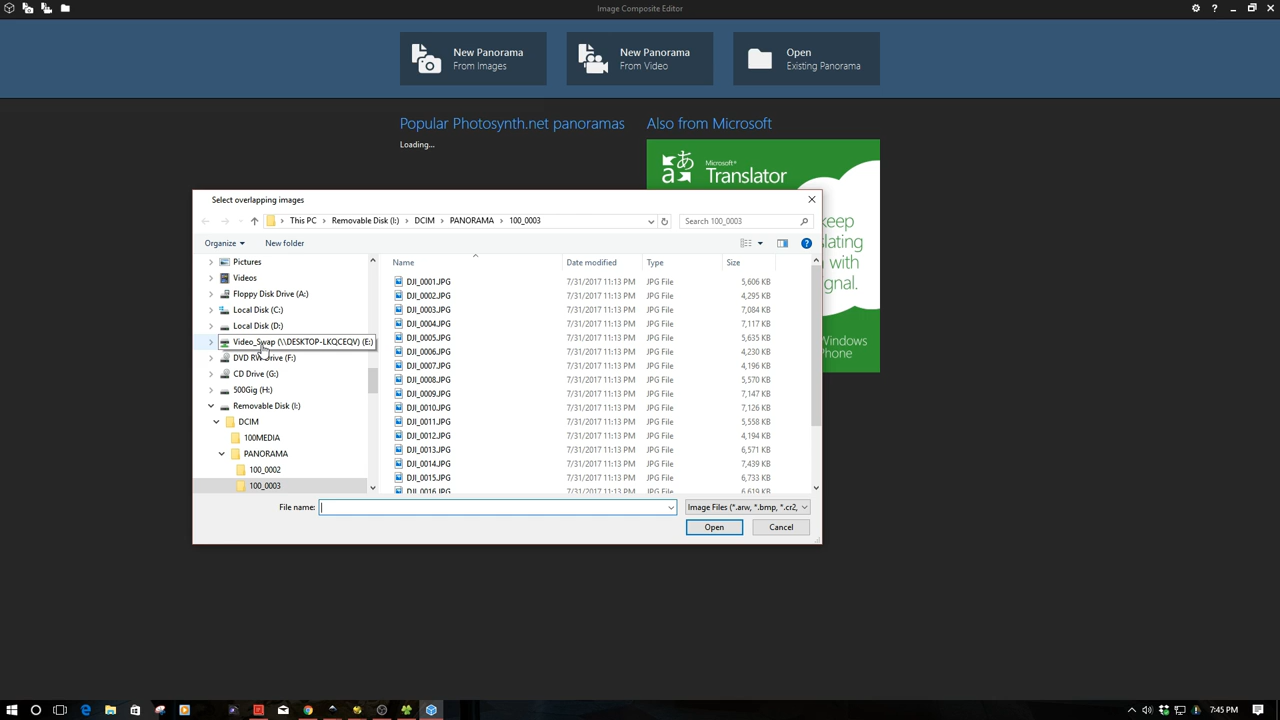 Image Composite Editor
?
New Panorama
From Images
New Panorama
From Video
Open
Existing Panorama
Popular Photosynth.net panoramas
Also from Microsoft
Loading...
Microsoft®
Translator
keep
lating
with
gnal.
Windows
Phone
Select overlapping images
This PC > Removable Disk (I:) > DCIM > PANORAMA > 100_0003
Search 100_0003
Organize
New folder
?
Name Date modified Type Size
Pictures
Videos
Floppy Disk Drive (A:)
Local Disk (C:)
Local Disk (D:)
Video_Swap (\\DESKTOP-LKQCEQV) (E:)
DVD RW Drive (F:)
CD Drive (G:)
500Gig (H:)
Removable Disk (I:)
DCIM
100MEDIA
PANORAMA
100_0002
100_0003
DJI_0001.JPG 7/31/2017 11:13 PM JPG File 5,606 KB
DJI_0002.JPG 7/31/2017 11:13 PM JPG File 4,295 KB
DJI_0003.JPG 7/31/2017 11:13 PM JPG File 7,084 KB
DJI_0004.JPG 7/31/2017 11:13 PM JPG File 7,117 KB
DJI_0005.JPG 7/31/2017 11:13 PM JPG File 5,635 KB
DJI_0006.JPG 7/31/2017 11:13 PM JPG File 4,230 KB
DJI_0007.JPG 7/31/2017 11:13 PM JPG File 4,196 KB
DJI_0008.JPG 7/31/2017 11:13 PM JPG File 5,570 KB
DJI_0009.JPG 7/31/2017 11:13 PM JPG File 7,147 KB
DJI_0010.JPG 7/31/2017 11:13 PM JPG File 7,126 KB
DJI_0011.JPG 7/31/2017 11:13 PM JPG File 5,558 KB
DJI_0012.JPG 7/31/2017 11:13 PM JPG File 4,194 KB
DJI_0013.JPG 7/31/2017 11:13 PM JPG File 6,571 KB
DJI_0014.JPG 7/31/2017 11:13 PM JPG File 7,439 KB
DJI_0015.JPG 7/31/2017 11:13 PM JPG File 6,733 KB
DJI_0016.JPG 7/31/2017 11:13 PM JPG File 6,619 KB
File name:
Image Files (*.arw, *.bmp, *.cr2,
Open
Cancel
7:45 PM